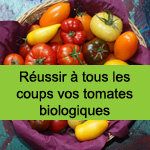 Réussir à tous les
coups vos tomates
biologiques